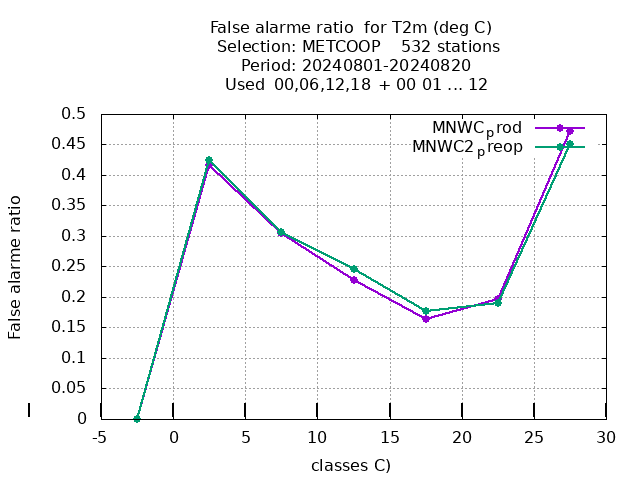 False alarme ratio  for T2m (deg C)
Selection: METCOOP    532 stations
Period: 20240801-20240820
Used  00,06,12,18 + 00 01 ... 12
MNWCprod
MNWC2preop
0.5
0.45
0.4
0.35
0.3
0.25
0.2
0.15
0.1
0.05
0
False alarme ratio
-5 0 5 10 15 20 25 30
classes C)